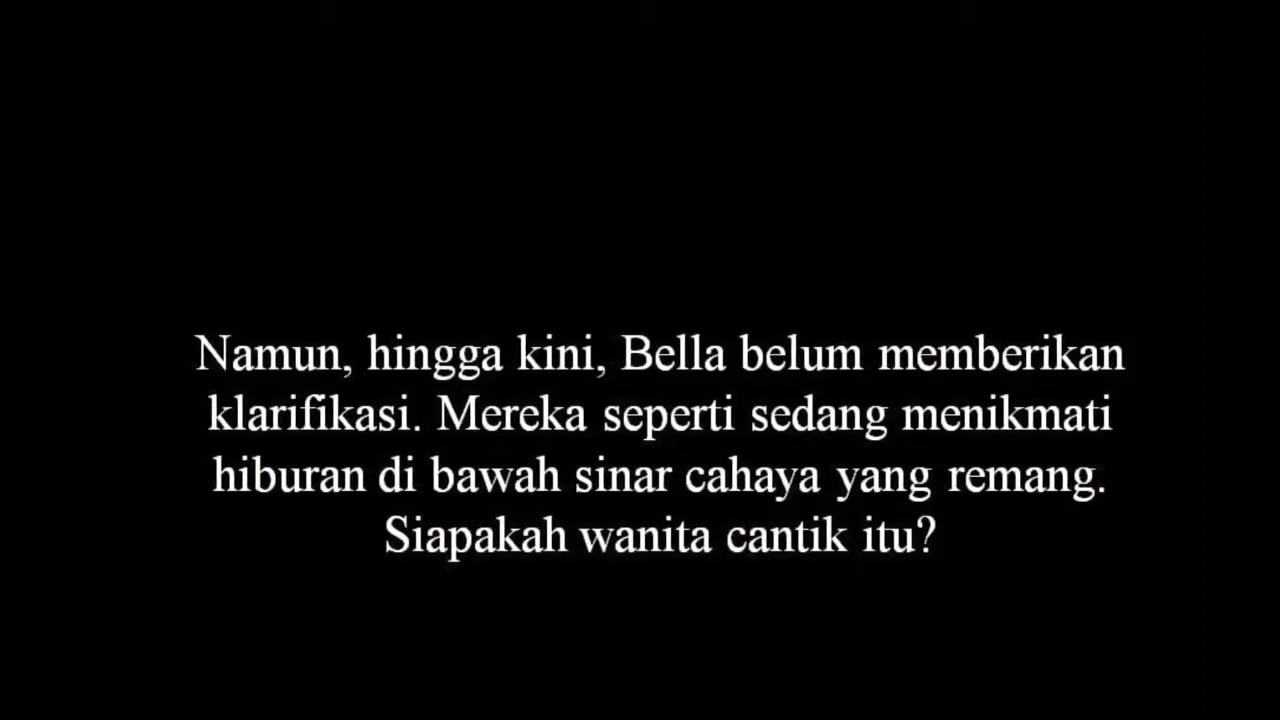 Namun, hingga kini, Bella belum memberikan
klarifikasi. Mereka seperti sedang menikmati
hiburan di bawah sinar cahaya yang remang.
Siapakah wanita cantik itu?